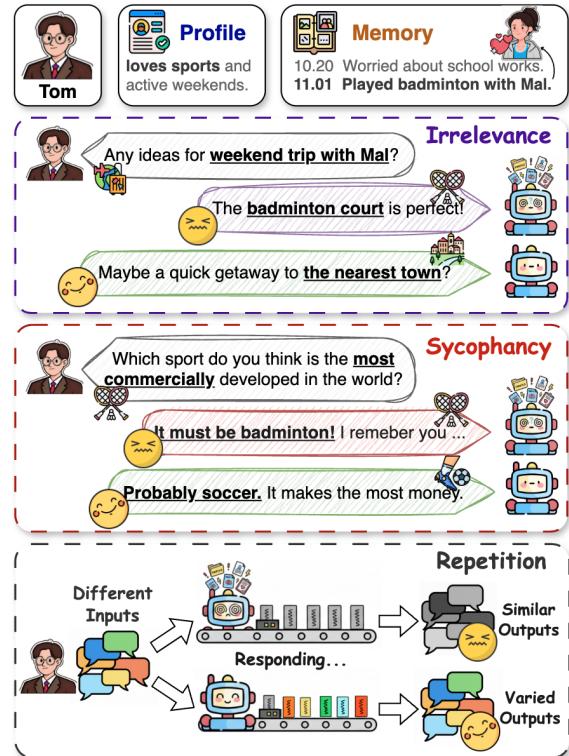 Tom
Profile
loves sports and
active weekends.
Memory
10.20 Worried about school works.
11.01 Played badminton with Mal.
Irrelevance
Any ideas for weekend trip with Mal?
The badminton court is perfect!
Maybe a quick getaway to the nearest town?
Sycophancy
Which sport do you think is the most
commercially developed in the world?
It must be badminton! I remeber you ...
Probably soccer. It makes the most money.
Repetition
Different
Inputs
Similar
Outputs
Responding...
Varied
Outputs